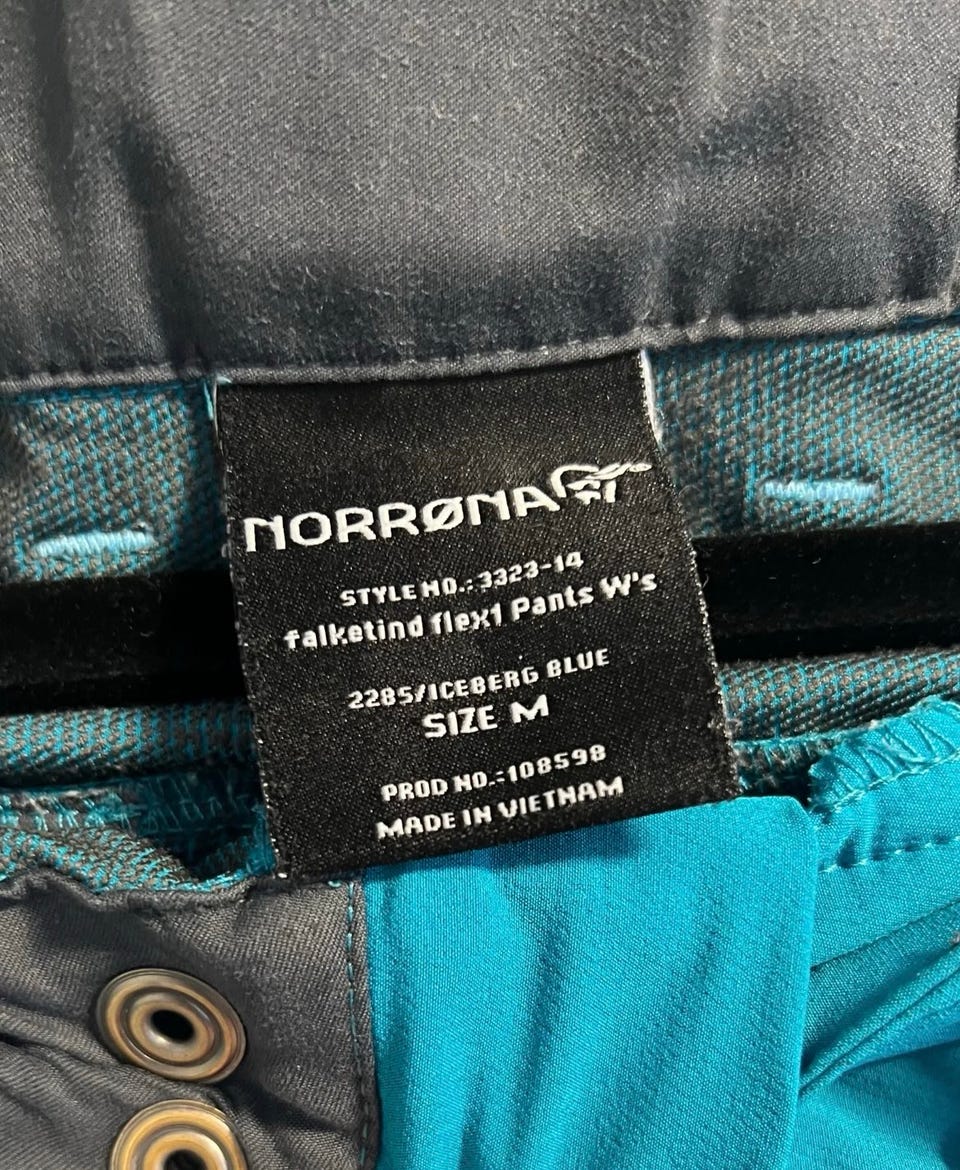 NORRØNA
STYLE NO.: 3323-14
falketind flex1 Pants W's
2285/ICEBERG BLUE
SIZE M
PROD NO.: 108598
MADE IN VIETNAM